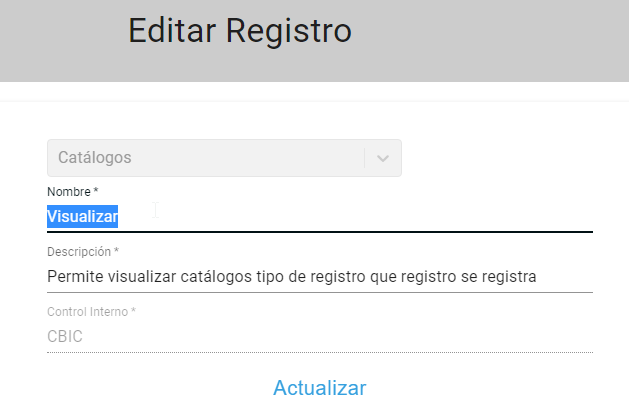 Editar Registro
Catálogos
Nombre *
Visualizar
Descripción *
Permite visualizar catálogos tipo de registro que registro se registra
Control Interno *
CBIC
Actualizar